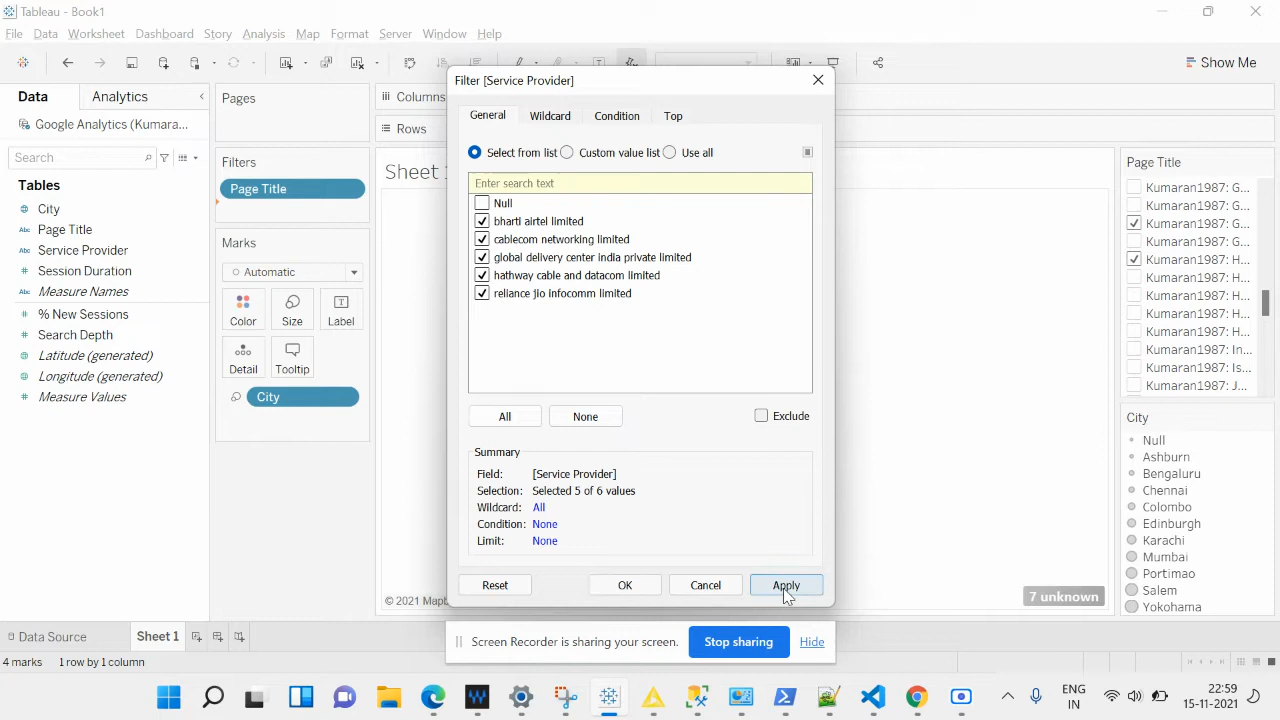 Tableau - Book1
File Data Worksheet Dashboard Story Analysis Map Format Server Window Help
Show Me
Data Analytics
Google Analytics (Kumara...
Search
Tables
City
Abc Page Title
Abc Service Provider
Abc Session Duration
Abc Measure Names
# % New Sessions
# Search Depth
Latitude (generated)
Longitude (generated)
# Measure Values
Pages
Filters
Page Title
Marks
Automatic
Color Size Label
Detail Tooltip
City
Columns
Rows
Sheet
Filter [Service Provider]
General Wildcard Condition Top
Select from list Custom value list Use all
Enter search text
Null
bharti airtel limited
cablecom networking limited
global delivery center india private limited
hathway cable and datacom limited
reliance jio infocomm limited
All None Exclude
Summary
Field: [Service Provider]
Selection: Selected 5 of 6 values
Wildcard: All
Condition: None
Limit: None
Reset OK Cancel Apply
© 2021 Mapb
7 unknown
Page Title
Kumaran1987: G...
Kumaran1987: G...
Kumaran1987: G...
Kumaran1987: G...
Kumaran1987: H...
Kumaran1987: H...
Kumaran1987: H...
Kumaran1987: H...
Kumaran1987: H...
Kumaran1987: In...
Kumaran1987: Is...
Kumaran1987: J...
City
Null
Ashburn
Bengaluru
Chennai
Colombo
Edinburgh
Karachi
Mumbai
Portimao
Salem
Yokohama
Data Source Sheet 1
Screen Recorder is sharing your screen. Stop sharing Hide
4 marks 1 row by 1 column
ENG
IN
22:59
15-11-2021